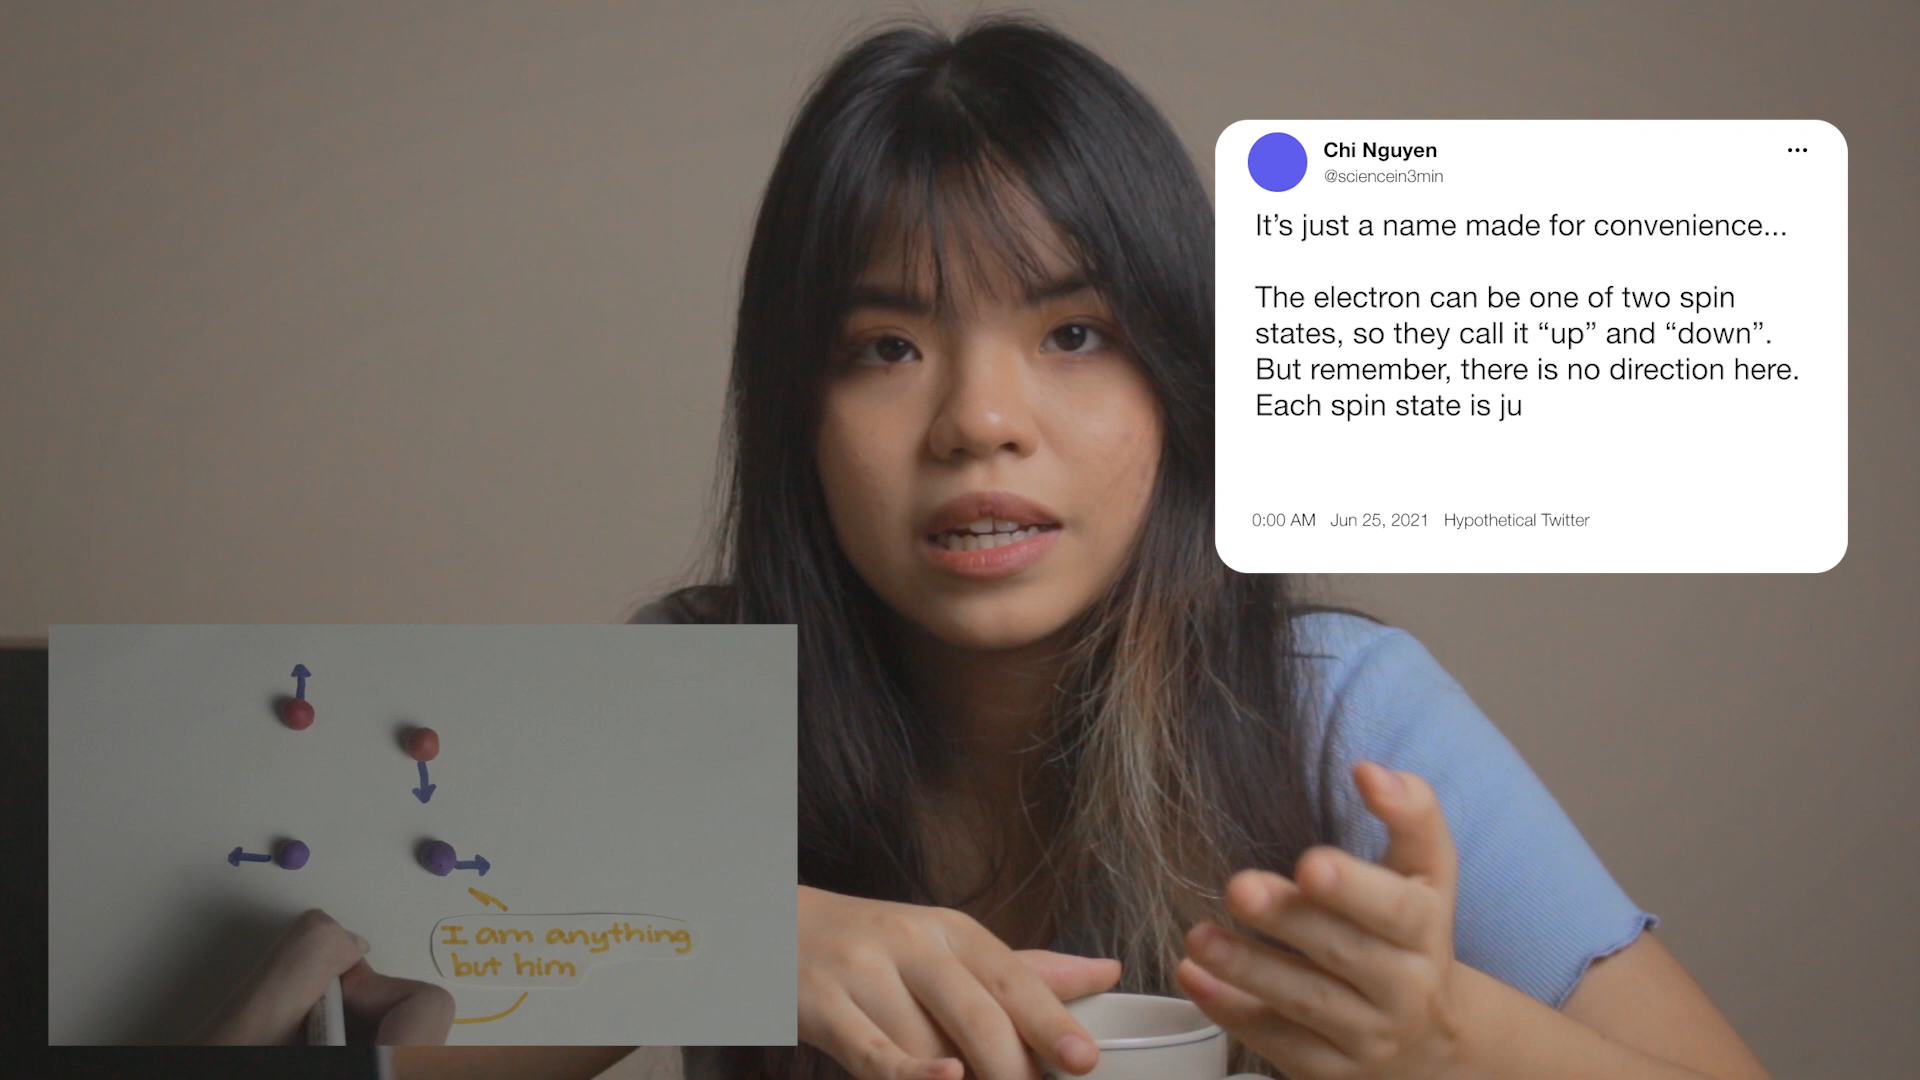 Chi Nguyen
@sciencein3min
It’s just a name made for convenience...
The electron can be one of two spin
states, so they call it “up” and “down”.
But remember, there is no direction here.
Each spin state is ju
0:00 AM Jun 25, 2021 Hypothetical Twitter
I am anything
but him